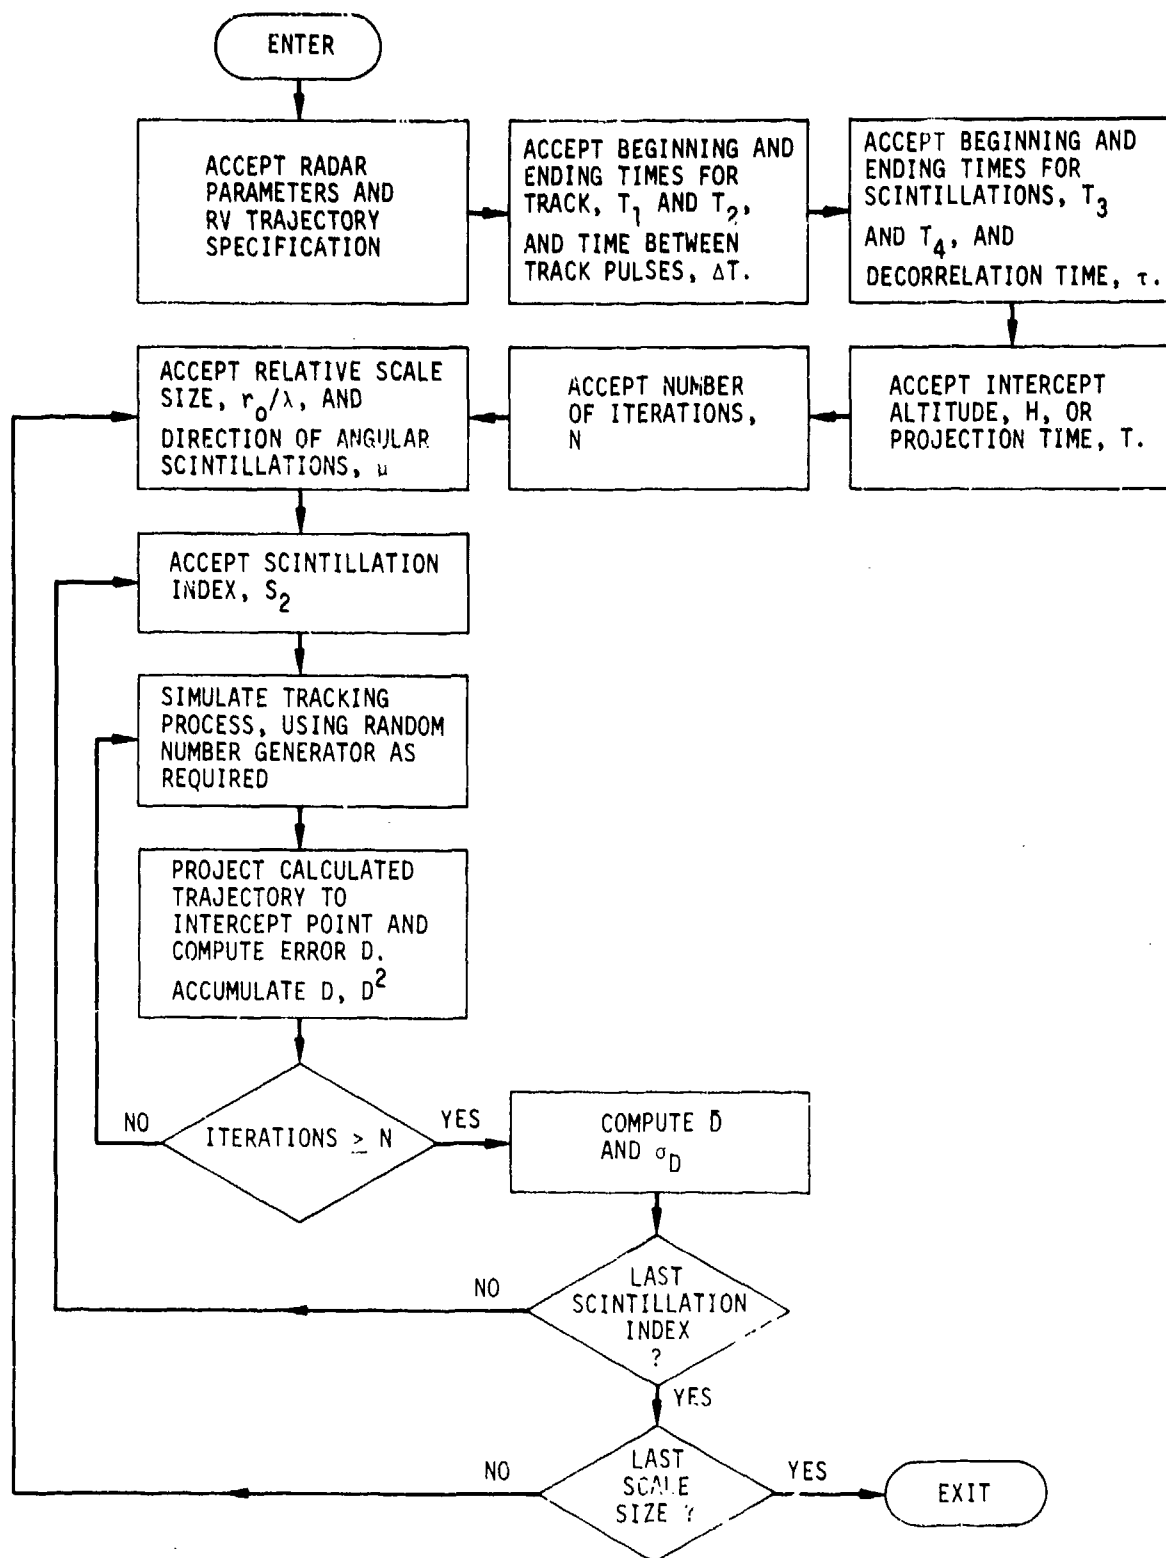 ENTER
ACCEPT RADAR
PARAMETERS AND
RV TRAJECTORY
SPECIFICATION
ACCEPT BEGINNING AND
ENDING TIMES FOR
TRACK, T₁ AND T₂,
AND TIME BETWEEN
TRACK PULSES, ΔT.
ACCEPT BEGINNING AND
ENDING TIMES FOR
SCINTILLATIONS, T₃
AND T₄, AND
DECORRELATION TIME, τ.
ACCEPT RELATIVE SCALE
SIZE, r₀/λ, AND
DIRECTION OF ANGULAR
SCINTILLATIONS, μ
ACCEPT NUMBER
OF ITERATIONS,
N
ACCEPT INTERCEPT
ALTITUDE, H, OR
PROJECTION TIME, T.
ACCEPT SCINTILLATION
INDEX, S₂
SIMULATE TRACKING
PROCESS, USING RANDOM
NUMBER GENERATOR AS
REQUIRED
PROJECT CALCULATED
TRAJECTORY TO
INTERCEPT POINT AND
COMPUTE ERROR D.
ACCUMULATE D, D²
NO
ITERATIONS ≥ N
YES
COMPUTE D̄
AND σ_D
NO
LAST
SCINTILLATION
INDEX
?
YES
NO
LAST
SCALE
SIZE ?
YES
EXIT